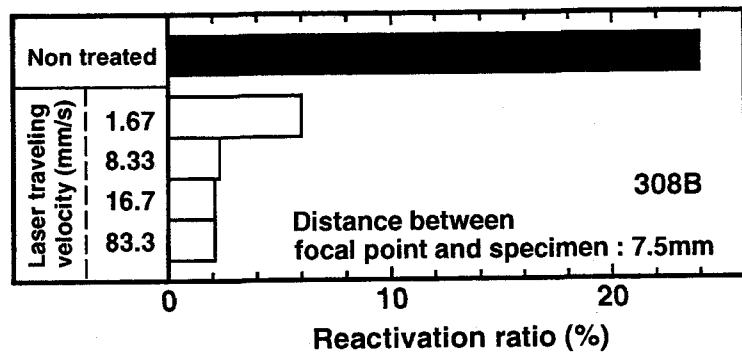 Non treated
Laser traveling
velocity (mm/s)
1.67
8.33
16.7
83.3
308B
Distance between
focal point and specimen : 7.5mm
0
10
20
Reactivation ratio (%)